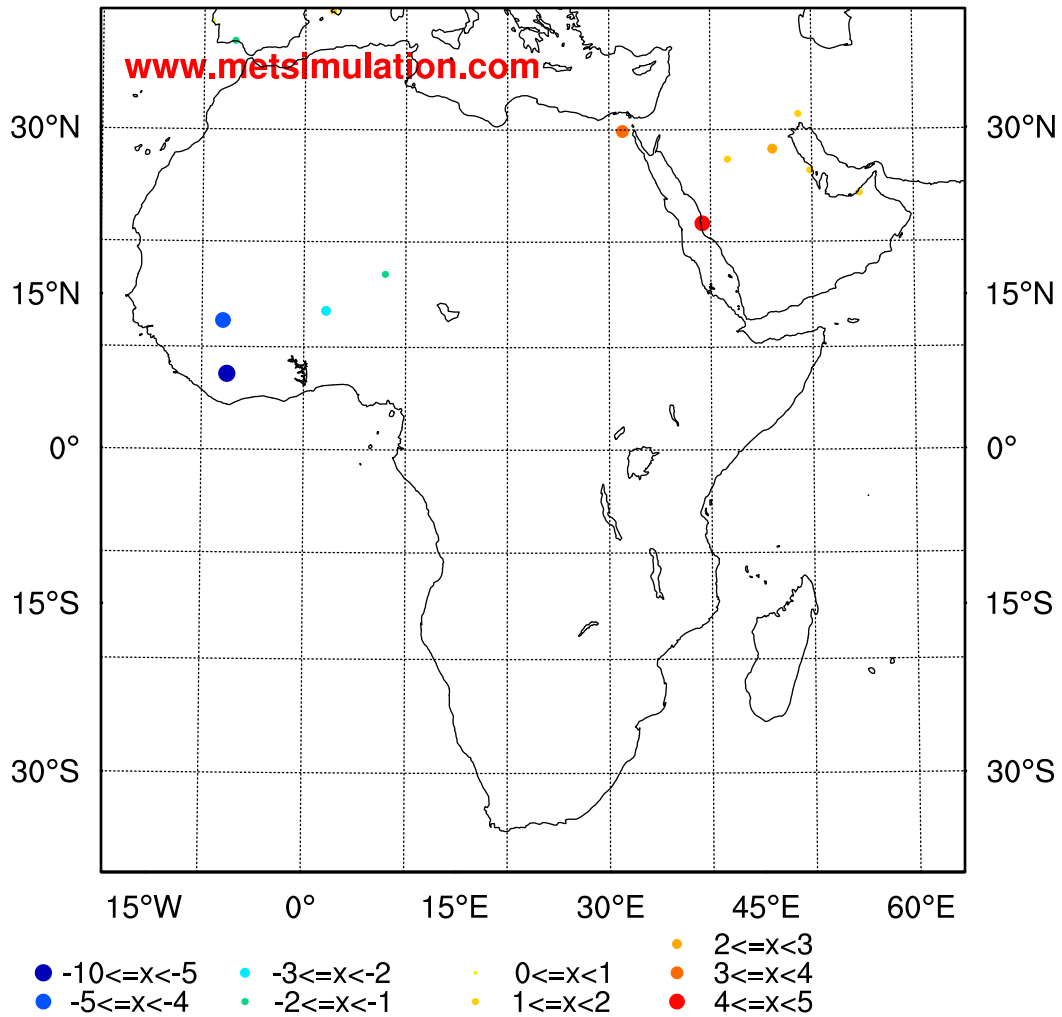 www.metsimulation.com
30°N 30°N
15°N 15°N
0° 0°
15°S 15°S
30°S 30°S
15°W 0° 15°E 30°E 45°E 60°E
2<=x<3
-10<=x<-5 -3<=x<-2 0<=x<1 3<=x<4
-5<=x<-4 -2<=x<-1 1<=x<2 4<=x<5